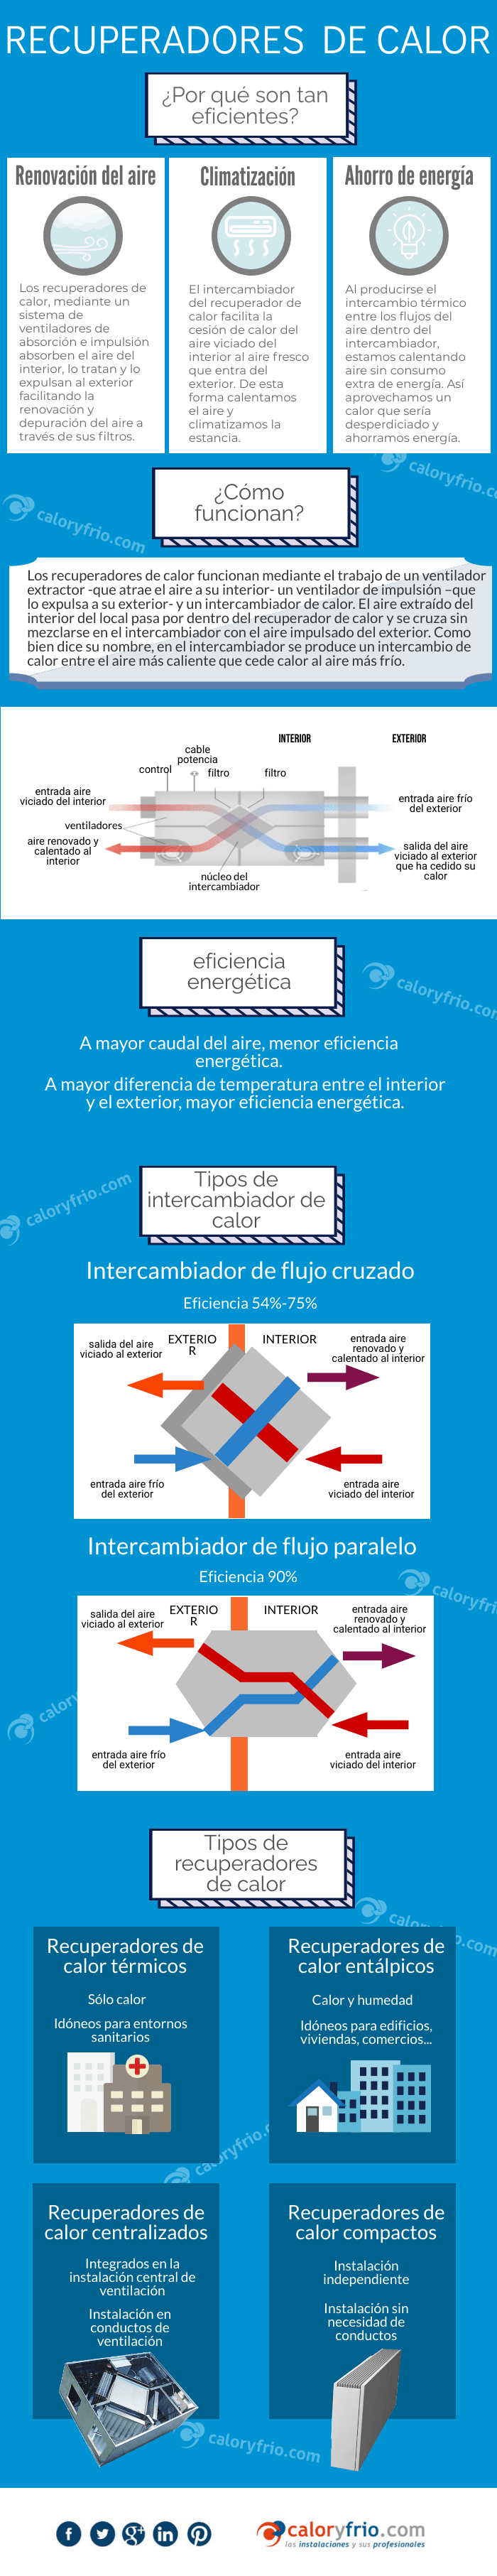 RECUPERADORES DE CALOR
¿Por qué son tan
eficientes?
Renovación del aire
Los recuperadores de
calor, mediante un
sistema de
ventiladores de
absorción e impulsión
absorben el aire del
interior, lo tratan y lo
expulsan al exterior
facilitando la
renovación y
depuración del aire a
través de sus filtros.
Climatización
El intercambiador
del recuperador de
calor facilita la
cesión de calor del
aire viciado del
interior al aire fresco
que entra del
exterior. De esta
forma calentamos
el aire y
climatizamos la
estancia.
Ahorro de energía
Al producirse el
intercambio térmico
entre los flujos del
aire dentro del
intercambiador,
estamos calentando
aire sin consumo
extra de energía. Así
aprovechamos un
calor que sería
desperdiciado y
ahorramos energía.
caloryfrio.c
¿Cómo
funcionan?
caloryfrio.com
Los recuperadores de calor funcionan mediante el trabajo de un ventilador
extractor -que atrae el aire a su interior- un ventilador de impulsión –que
lo expulsa a su exterior- y un intercambiador de calor. El aire extraído del
interior del local pasa por dentro del recuperador de calor y se cruza sin
mezclarse en el intercambiador con el aire impulsado del exterior. Como
bien dice su nombre, en el intercambiador se produce un intercambio de
calor entre el aire más caliente que cede calor al aire más frío.
INTERIOR
EXTERIOR
cable
potencia
control
filtro
filtro
entrada aire
viciado del interior
entrada aire frío
del exterior
ventiladores
aire renovado y
calentado al
interior
salida del aire
viciado al exterior
que ha cedido su
calor
núcleo del
intercambiador
eficiencia
energética
caloryfrio.con
A mayor caudal del aire, menor eficiencia
energética.
A mayor diferencia de temperatura entre el interior
y el exterior, mayor eficiencia energética.
caloryfrio.com
Tipos de
intercambiador de
calor
Intercambiador de flujo cruzado
Eficiencia 54%-75%
salida del aire
viciado al exterior
EXTERIO
R
INTERIOR
entrada aire
renovado y
calentado al interior
entrada aire frío
del exterior
entrada aire
viciado del interior
Intercambiador de flujo paralelo
Eficiencia 90%
caloryfri
salida del aire
viciado al exterior
EXTERIO
R
INTERIOR
entrada aire
renovado y
calentado al interior
calory
entrada aire frío
del exterior
entrada aire
viciado del interior
Tipos de
recuperadores
de calor
Recuperadores de
calor térmicos
Sólo calor
Idóneos para entornos
sanitarios
Recuperadores de
calor entálpicos
Calor y humedad
Idóneos para edificios,
viviendas, comercios...
Recuperadores de
calor centralizados
Integrados en la
instalación central de
ventilación
Instalación en
conductos de
ventilación
Recuperadores de
calor compactos
Instalación
independiente
Instalación sin
necesidad de
conductos
caloryfrio.com
caloryfrio.com
las instalaciones y sus profesionales